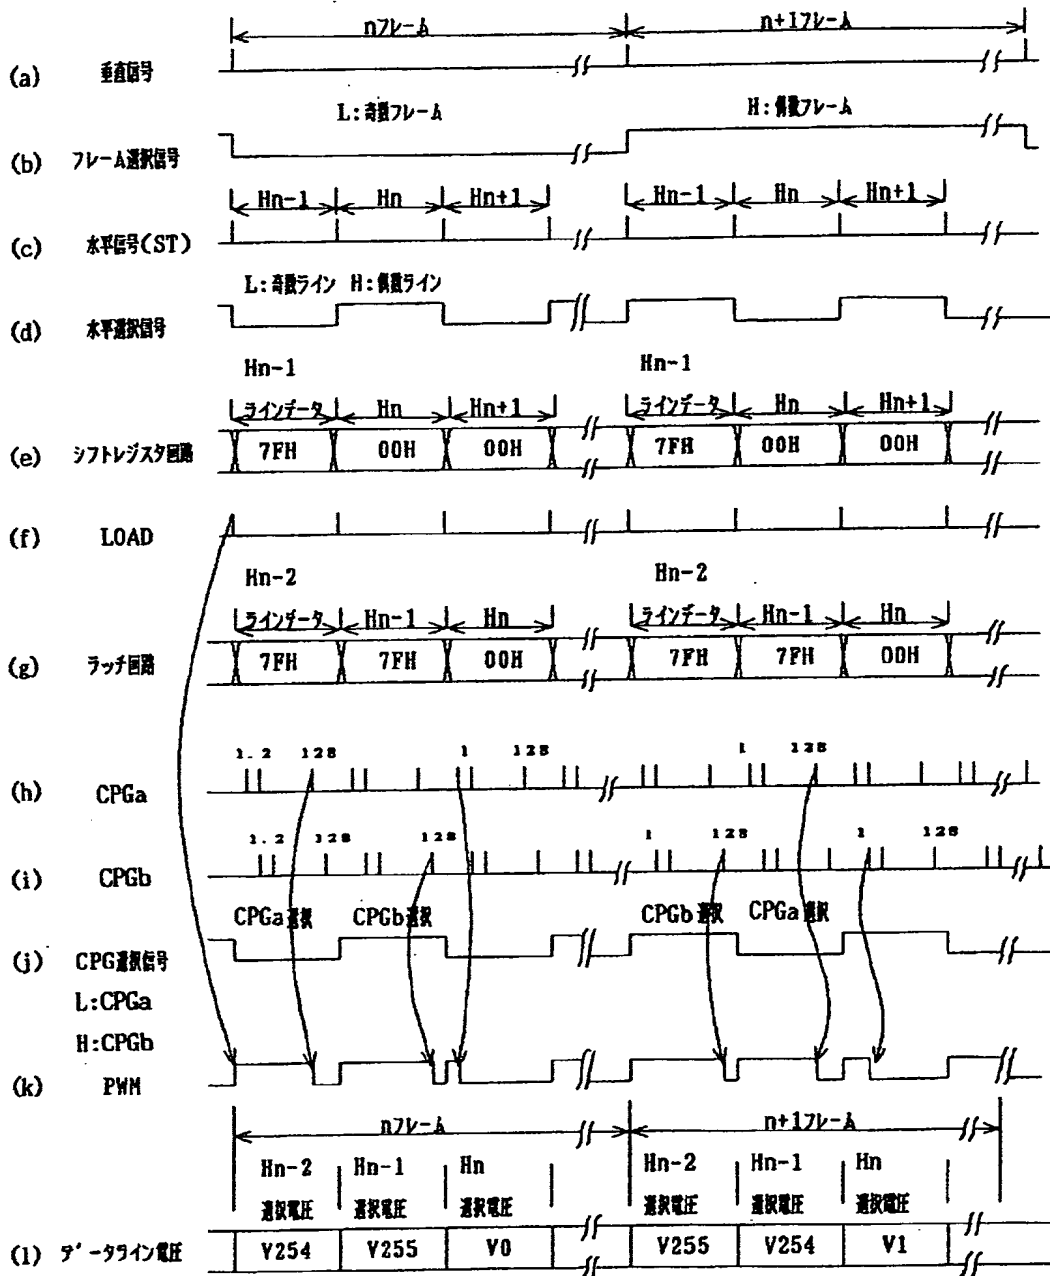 nフレーム n+1フレーム
(a) 垂直信号
L:奇数フレーム H:偶数フレーム
(b) フレーム選択信号
Hn-1 Hn Hn+1 Hn-1 Hn Hn+1
(c) 水平信号(ST)
L:奇数ライン H:偶数ライン
(d) 水平選択信号
Hn-1 Hn-1
ラインデータ Hn Hn+1 ラインデータ Hn Hn+1
(e) シフトレジスタ回路 7FH 00H 00H 7FH 00H 00H
(f) LOAD
Hn-2 Hn-2
ラインデータ Hn-1 Hn ラインデータ Hn-1 Hn
(g) ラッチ回路 7FH 7FH 00H 7FH 7FH 00H
1.2 128 1 128 1 128
(h) CPGa
1.2 128 128 1 128 1 128
(i) CPGb
CPGa選択 CPGb選択 CPGb選択 CPGa選択
(j) CPG選択信号
L:CPGa
H:CPGb
(k) PWM
nフレーム n+1フレーム
Hn-2 Hn-1 Hn Hn-2 Hn-1 Hn
選択電圧 選択電圧 選択電圧 選択電圧 選択電圧 選択電圧
(l) データライン電圧 V254 V255 V0 V255 V254 V1